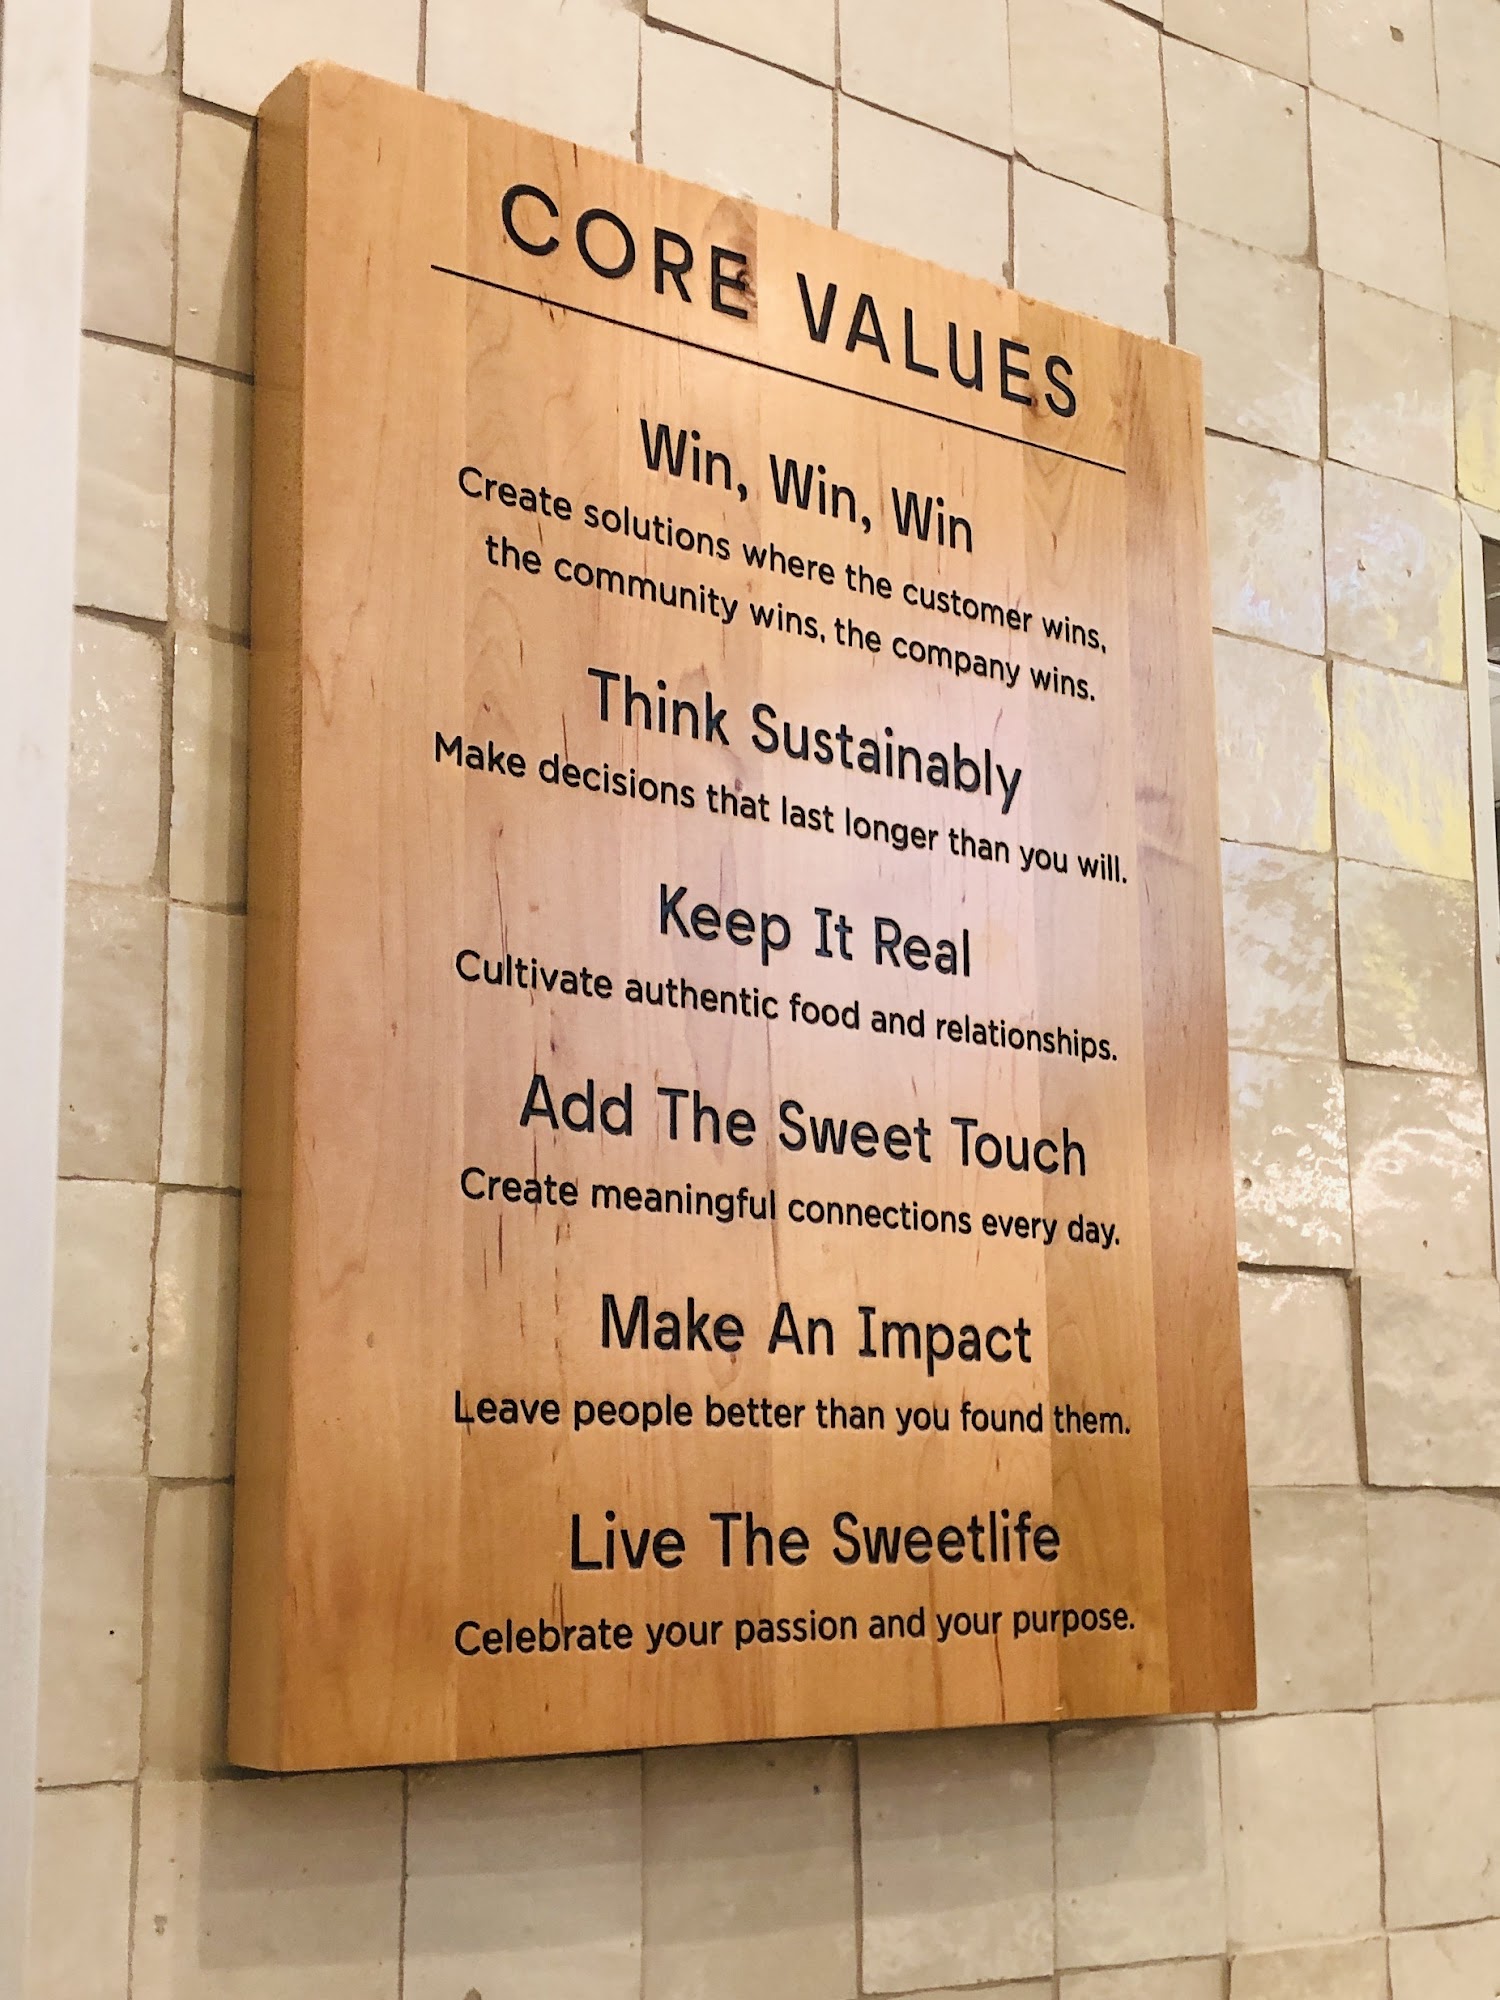 CORE VALUES
Win, Win, Win
Create solutions where the customer wins,
the community wins, the company wins.
Think Sustainably
Make decisions that last longer than you will.
Keep It Real
Cultivate authentic food and relationships.
Add The Sweet Touch
Create meaningful connections every day.
Make An Impact
Leave people better than you found them.
Live The Sweetlife
Celebrate your passion and your purpose.